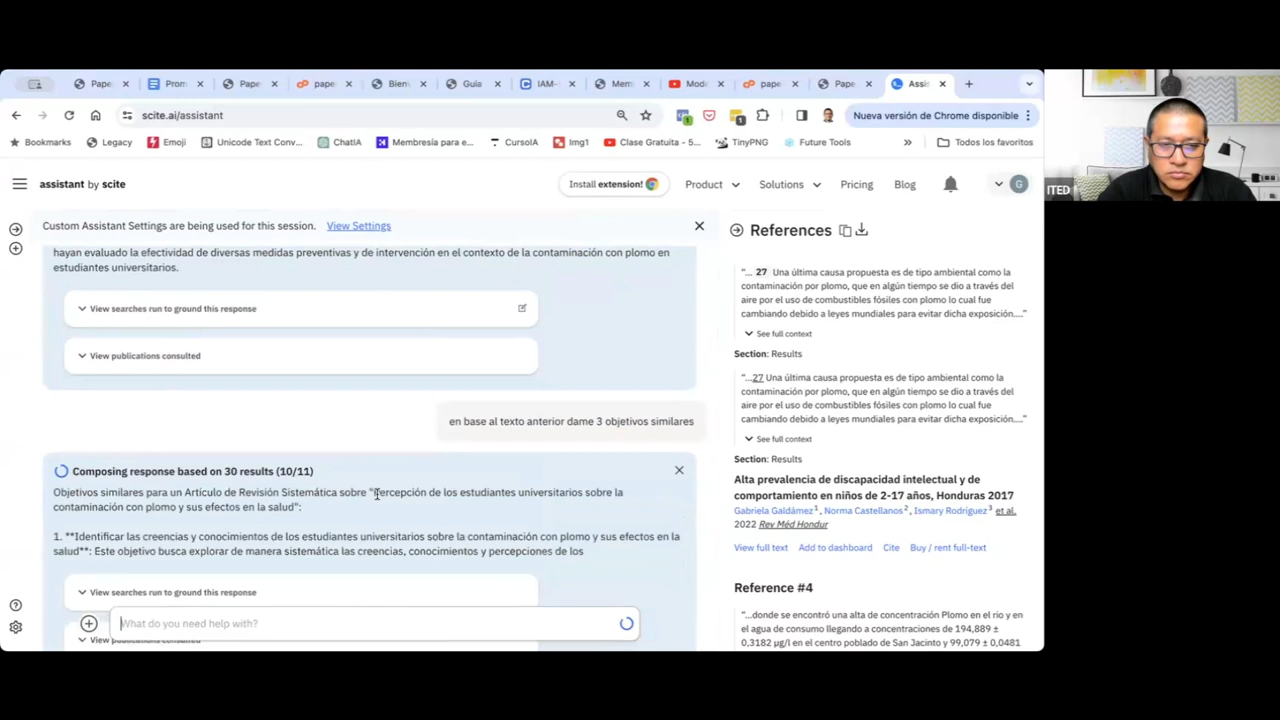 Pape
Prom
Pape
pape
Bien
Guia
IAM-
Mem
Mod
pape
Pape
Assis
scite.ai/assistant
Nueva versión de Chrome disponible
Bookmarks
Legacy
Emoji
Unicode Text Conv...
ChatIA
Membresía para e...
CursoIA
Img1
Clase Gratuita - 5...
TinyPNG
Future Tools
»
Todos los favoritos
ITED
assistant by scite
Install extension!
Product
Solutions
Pricing
Blog
G
Custom Assistant Settings are being used for this session. View Settings
hayan evaluado la efectividad de diversas medidas preventivas y de intervención en el contexto de la contaminación con plomo en
estudiantes universitarios.
View searches run to ground this response
View publications consulted
en base al texto anterior dame 3 objetivos similares
Composing response based on 30 results (10/11)
Objetivos similares para un Artículo de Revisión Sistemática sobre "Percepción de los estudiantes universitarios sobre la
contaminación con plomo y sus efectos en la salud":
1. **Identificar las creencias y conocimientos de los estudiantes universitarios sobre la contaminación con plomo y sus efectos en la
salud**: Este objetivo busca explorar de manera sistemática las creencias, conocimientos y percepciones de los
View searches run to ground this response
What do you need help with?
View publications consulted
References
"... 27 Una última causa propuesta es de tipo ambiental como la
contaminación por plomo, que en algún tiempo se dio a través del
aire por el uso de combustibles fósiles con plomo lo cual fue
cambiando debido a leyes mundiales para evitar dicha exposición...."
See full context
Section: Results
"...27 Una última causa propuesta es de tipo ambiental como la
contaminación por plomo, que en algún tiempo se dio a través del
aire por el uso de combustibles fósiles con plomo lo cual fue
cambiando debido a leyes mundiales para evitar dicha exposición...."
See full context
Section: Results
Alta prevalencia de discapacidad intelectual y de
comportamiento en niños de 2-17 años, Honduras 2017
Gabriela Galdámez1, Norma Castellanos2, Ismary Rodríguez3 et al.
2022 Rev Méd Hondur
View full text Add to dashboard Cite Buy / rent full-text
Reference #4
"...donde se encontró una alta de concentración Plomo en el rio y en
el agua de consumo llegando a concentraciones de 194,889 ±
0,3182 µg/l en el centro poblado de San Jacinto y 99,079 ± 0,0481